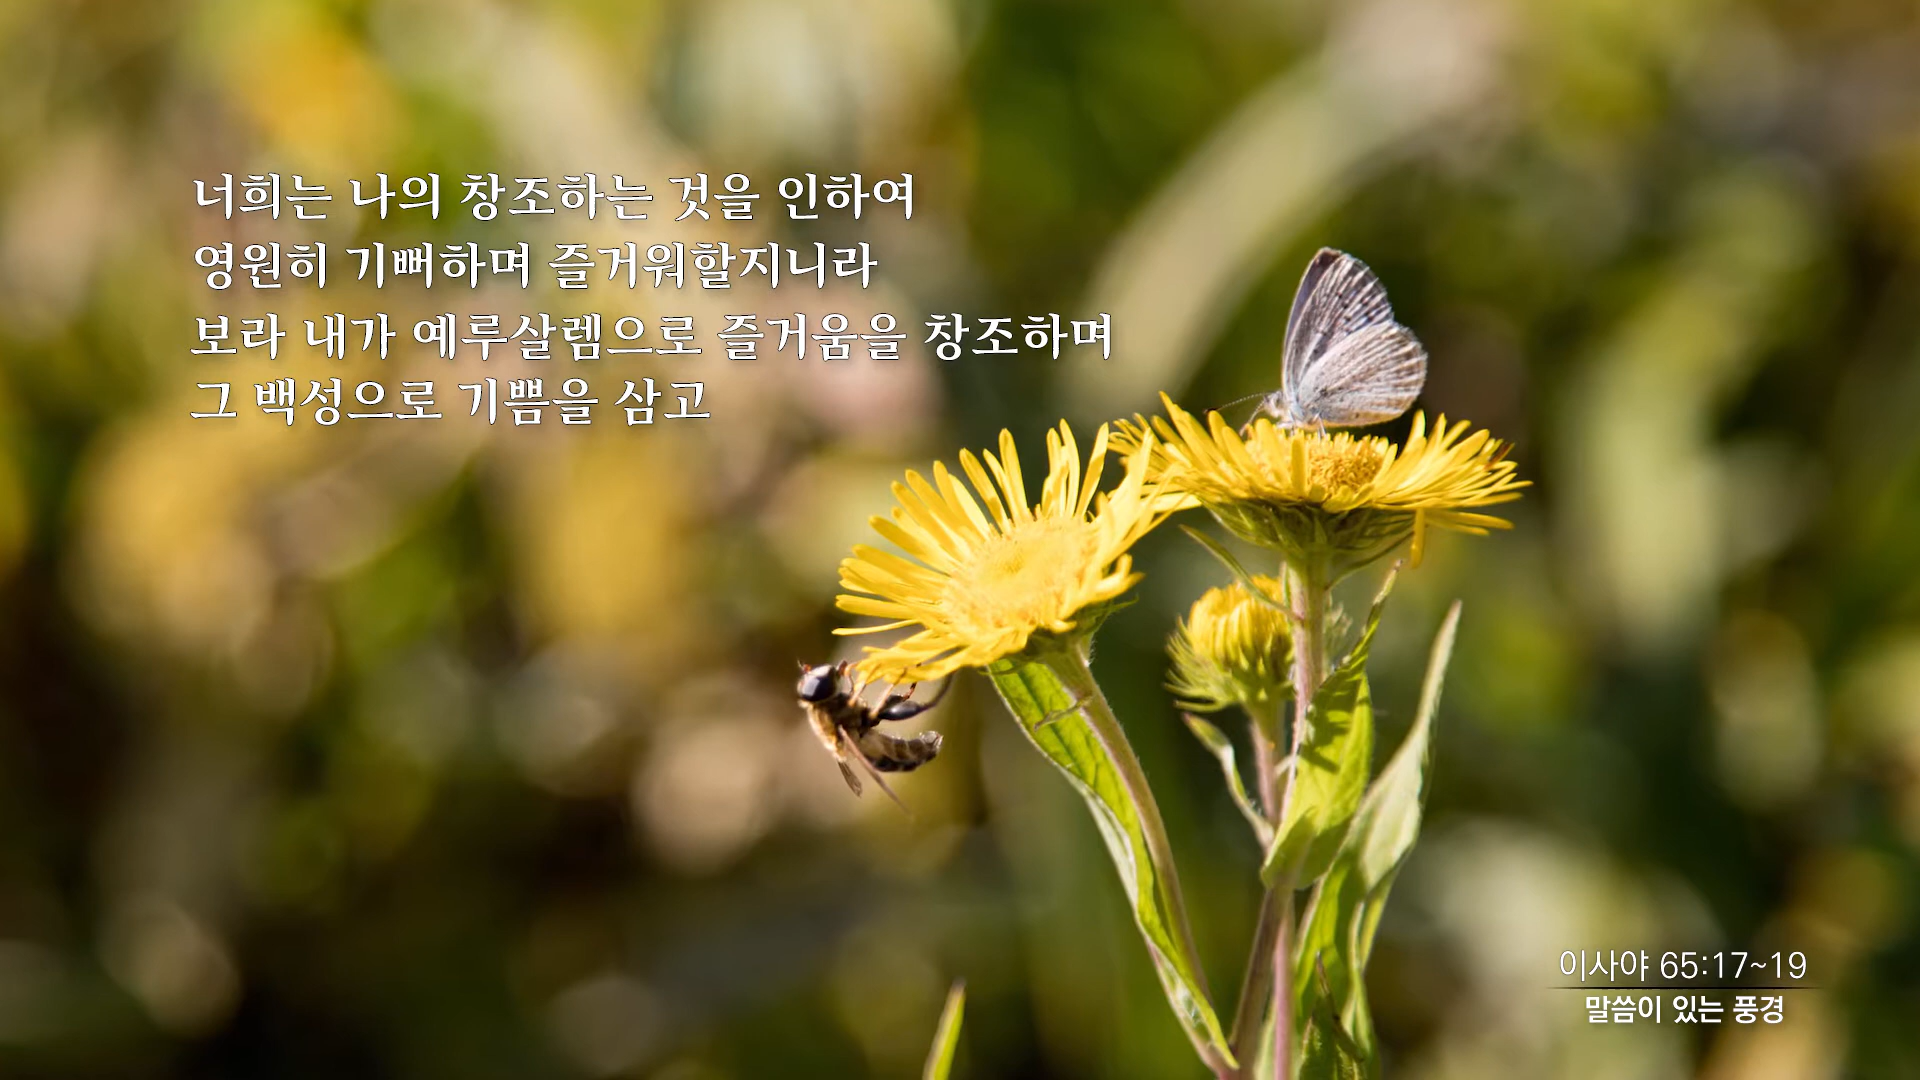 너희는 나의 창조하는 것을 인하여
영원히 기뻐하며 즐거워할지니라
보라 내가 예루살렘으로 즐거움을 창조하며
그 백성으로 기쁨을 삼고
이사야 65:17~19
말씀이 있는 풍경